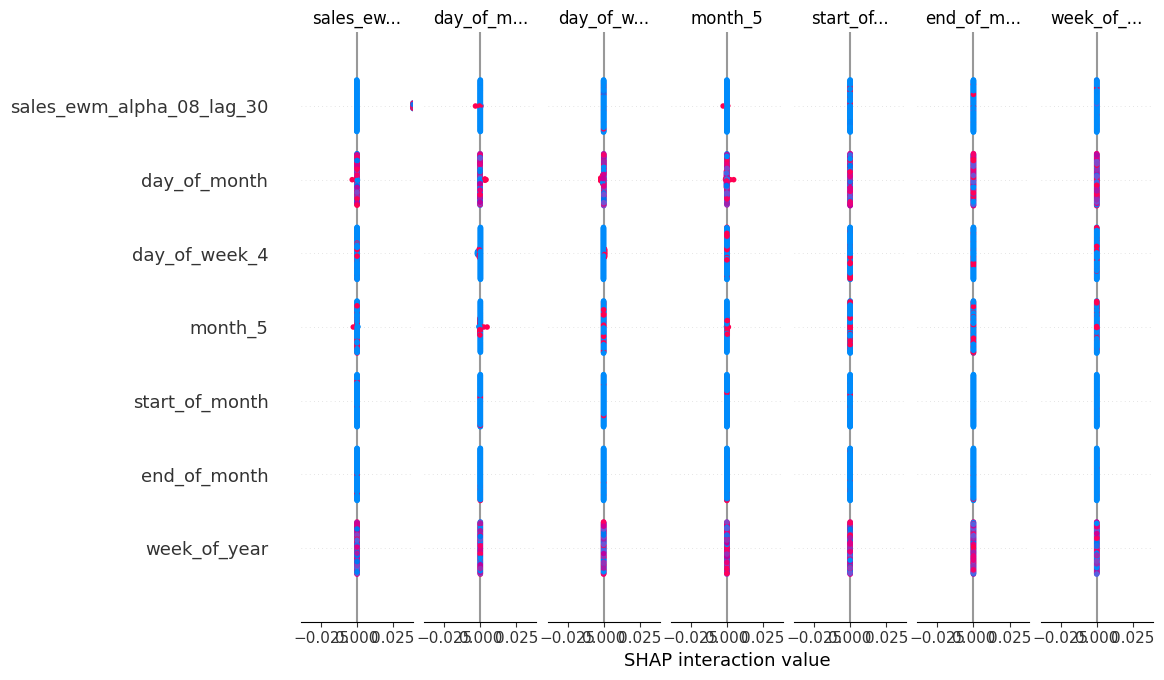 sales_ew... day_of_m... day_of_w... month_5 start_of... end_of_m... week_of_...
sales_ewm_alpha_08_lag_30
day_of_month
day_of_week_4
month_5
start_of_month
end_of_month
week_of_year
−0.025 0.000 0.025 −0.025 0.000 0.025 −0.025 0.000 0.025 −0.025 0.000 0.025 −0.025 0.000 0.025 −0.025 0.000 0.025 −0.025 0.000 0.025
SHAP interaction value